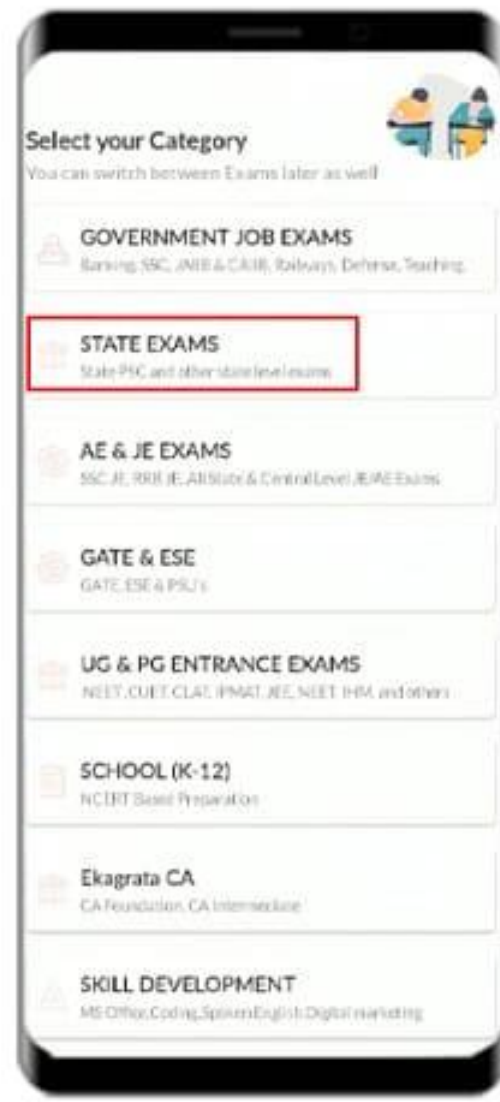 Select your Category
You can switch between Exams later as well
GOVERNMENT JOB EXAMS
Banking, SSC, JAIIB & CAIIB, Railways, Defense, Teaching,
STATE EXAMS
State PSC and other state level exams
AE & JE EXAMS
SSC JE, RRB JE, All State & Central Level JE/AE Exams
GATE & ESE
GATE, ESE & PSU's
UG & PG ENTRANCE EXAMS
NEET, CUET, CLAT, IPMAT, JEE, NEET, IHM, and others
SCHOOL (K-12)
NCERT Based Preparation
Ekagrata CA
CA Foundation, CA Intermediate
SKILL DEVELOPMENT
MS Office, Coding, Spoken English, Digital marketing